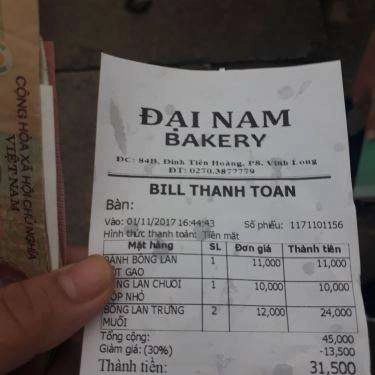 CỘNG HÒA XÃ HỘI CHỦ NGHĨA
VIỆT NAM
ĐẠI NAM
BAKERY
ĐC: 84B, Đinh Tiên Hoàng, P8, Vĩnh Long
ĐT: 0270.3877779
BILL THANH TOAN
Bàn:
Vào: 01/11/2017 16:44:43 Số phiếu: 1171101156
Hình thức thanh toán: Tiền mặt
Mặt hàng SL Đơn giá Thành tiền
BÁNH BÔNG LAN 1 11,000 11,000
GẠO
LAN CHUỐI 1 10,000 10,000
NHỎ
BÔNG LAN TRỨNG 2 12,000 24,000
MUỐI
Tổng cộng: 45,000
Giảm giá: (30%) -13,500
Thành tiền: 31,500